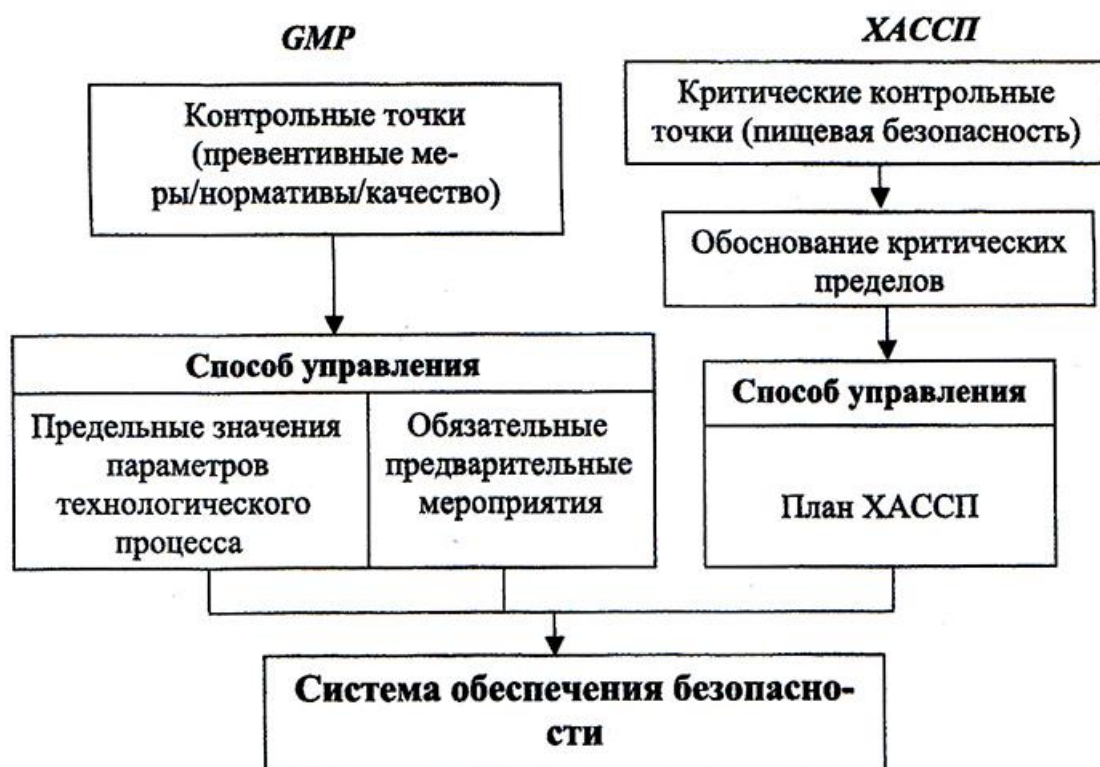 GMP
Контрольные точки
(превентивные ме-
ры/нормативы/качество)
Способ управления
Предельные значения
параметров
технологического
процесса
Обязательные
предварительные
мероприятия
ХАССП
Критические контрольные
точки (пищевая безопасность)
Обоснование критических
пределов
Способ управления
План ХАССП
Система обеспечения безопасно-
сти